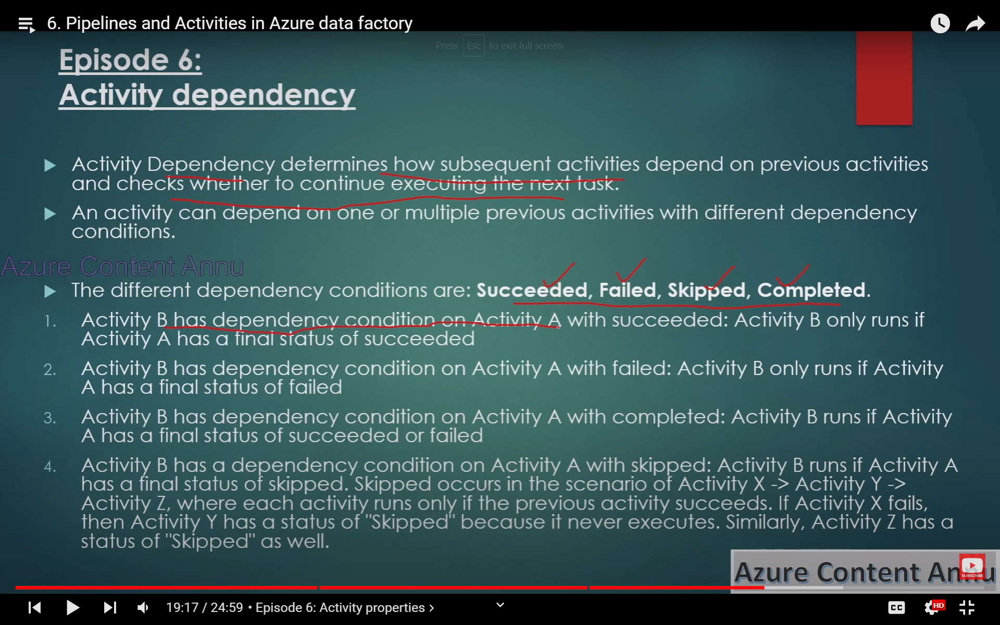 6. Pipelines and Activities in Azure data factory
Press Esc to exit full screen
Episode 6:
Activity dependency
Activity Dependency determines how subsequent activities depend on previous activities
and checks whether to continue executing the next task.
An activity can depend on one or multiple previous activities with different dependency
conditions.
Azure Content Annu
The different dependency conditions are: Succeeded, Failed, Skipped, Completed.
1. Activity B has dependency condition on Activity A with succeeded: Activity B only runs if
Activity A has a final status of succeeded
2. Activity B has dependency condition on Activity A with failed: Activity B only runs if Activity
A has a final status of failed
3. Activity B has dependency condition on Activity A with completed: Activity B runs if Activity
A has a final status of succeeded or failed
4. Activity B has a dependency condition on Activity A with skipped: Activity B runs if Activity A
has a final status of skipped. Skipped occurs in the scenario of Activity X -> Activity Y ->
Activity Z, where each activity runs only if the previous activity succeeds. If Activity X fails,
then Activity Y has a status of "Skipped" because it never executes. Similarly, Activity Z has a
status of "Skipped" as well.
Azure Content Annu
SUBSCRIBE
19:17 / 24:59 • Episode 6: Activity properties >
CC
HD